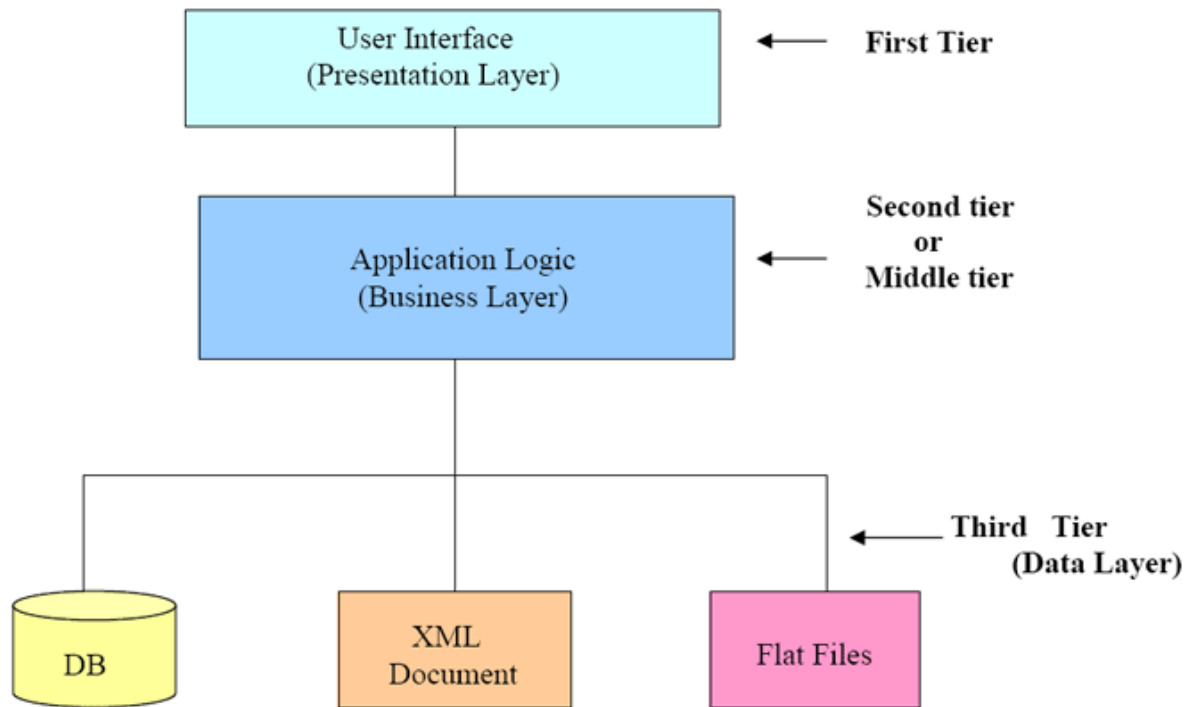 User Interface
(Presentation Layer)
First Tier
Application Logic
(Business Layer)
Second tier
or
Middle tier
Third Tier
(Data Layer)
DB
XML
Document
Flat Files